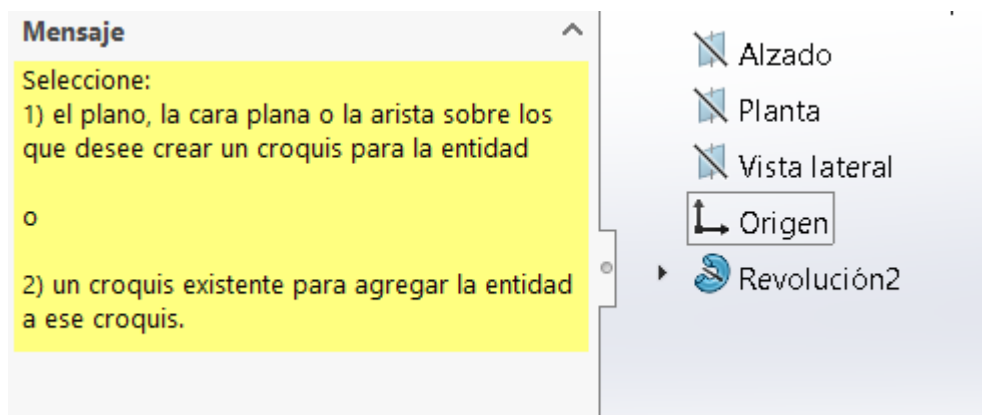 Mensaje
Seleccione:
1) el plano, la cara plana o la arista sobre los
que desee crear un croquis para la entidad
o
2) un croquis existente para agregar la entidad
a ese croquis.
Alzado
Planta
Vista lateral
Origen
Revolución2